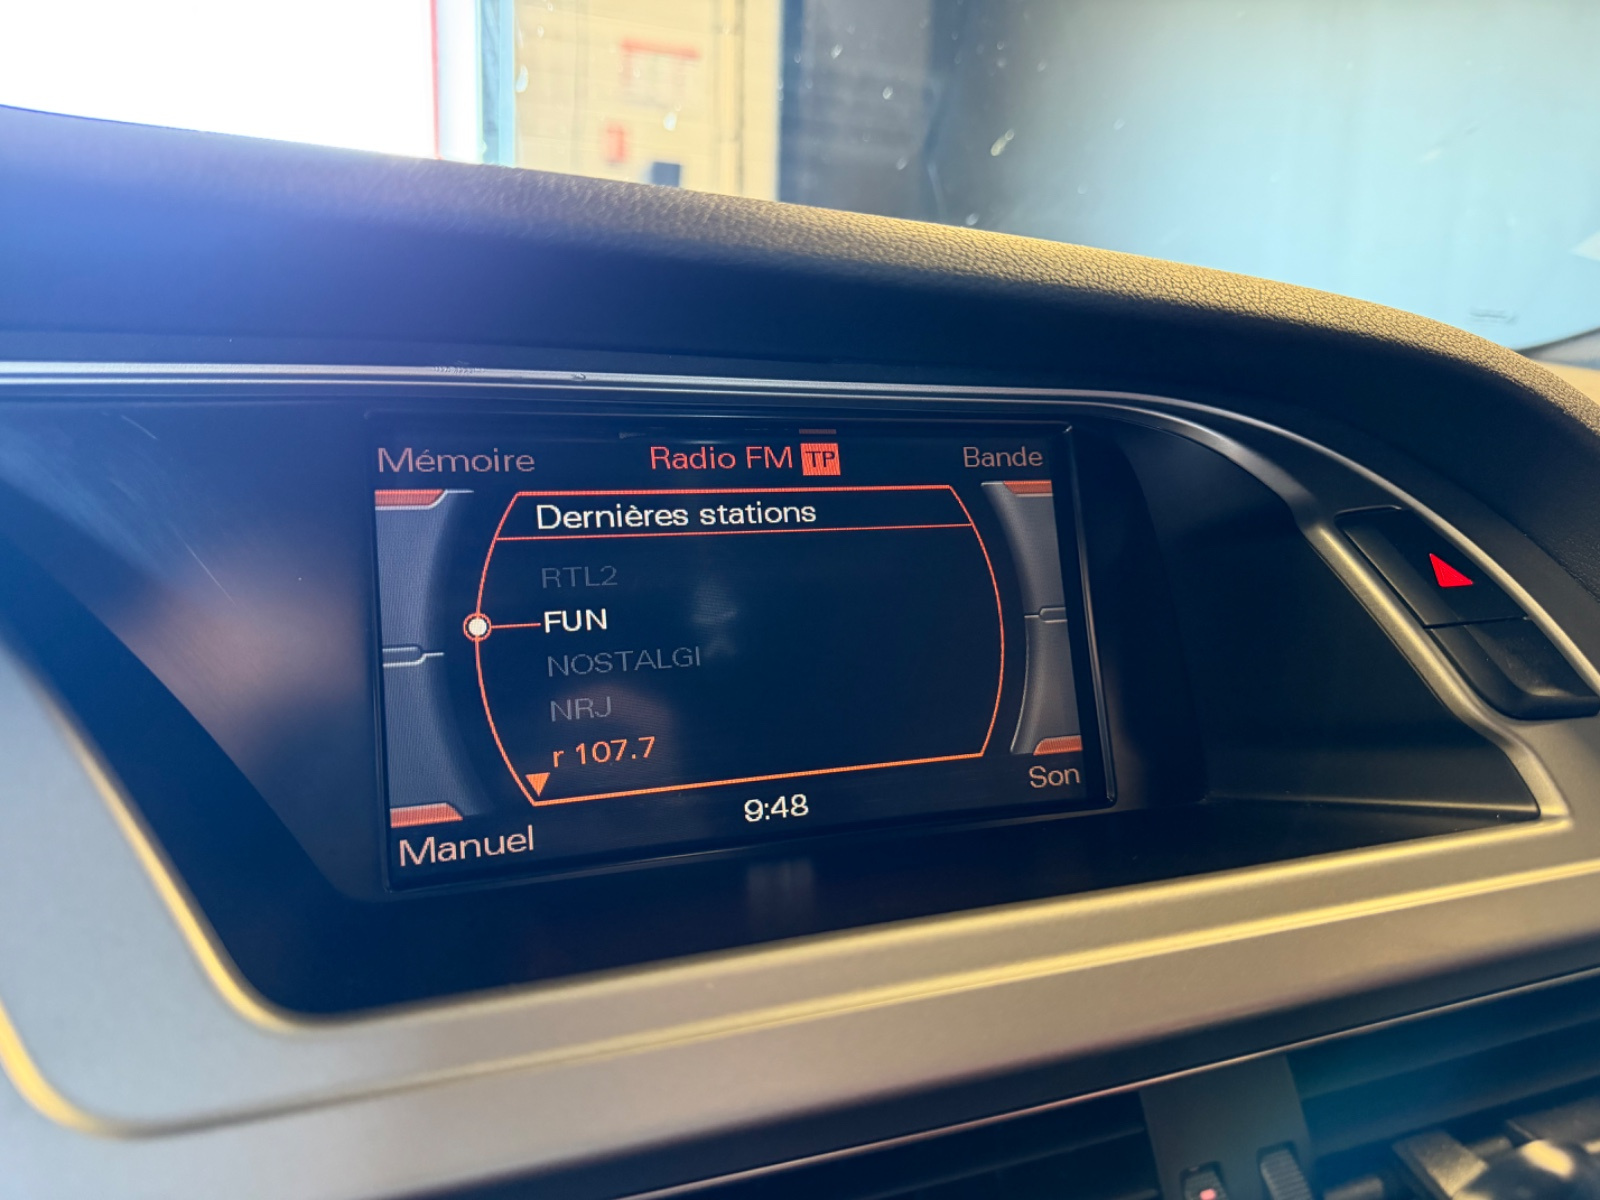 Mémoire Radio FM TP Bande
Dernières stations
RTL2
FUN
NOSTALGI
NRJ
r 107.7
Son
9:48
Manuel